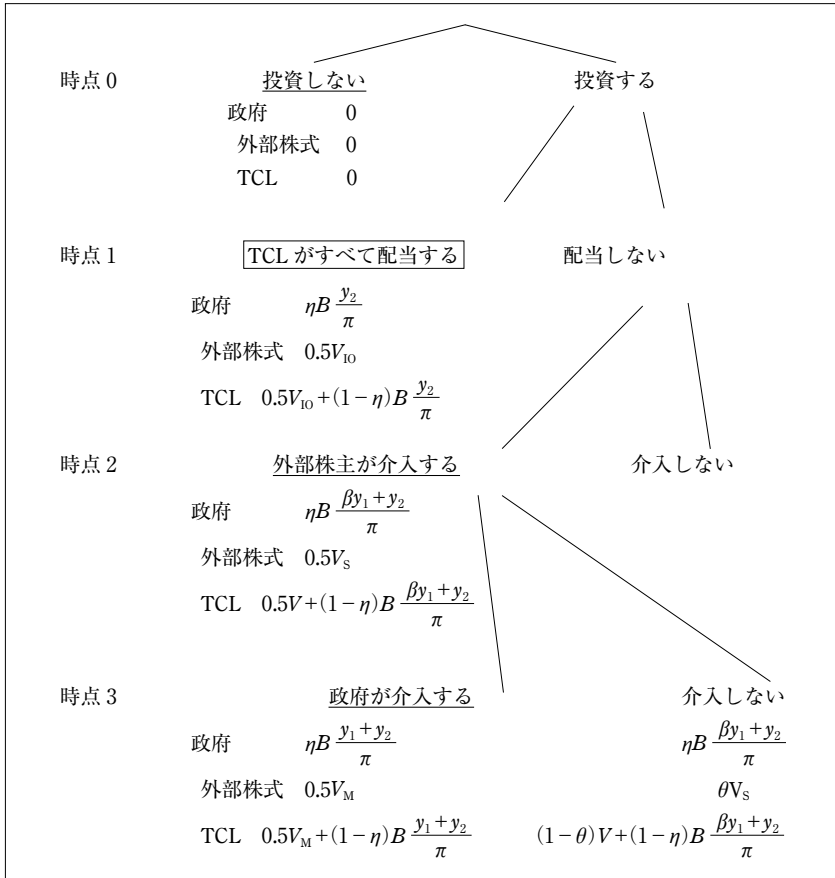 時点 0 投資しない 投資する
政府 0
外部株式 0
TCL 0
時点 1 TCL がすべて配当する 配当しない
政府 ηB y₂/π
外部株式 0.5V_IO
TCL 0.5V_IO+(1−η)B y₂/π
時点 2 外部株主が介入する 介入しない
政府 ηB (βy₁+y₂)/π
外部株式 0.5V_S
TCL 0.5V+(1−η)B (βy₁+y₂)/π
時点 3 政府が介入する 介入しない
政府 ηB (y₁+y₂)/π ηB (βy₁+y₂)/π
外部株式 0.5V_M θV_S
TCL 0.5V_M+(1−η)B (y₁+y₂)/π (1−θ)V+(1−η)B (βy₁+y₂)/π